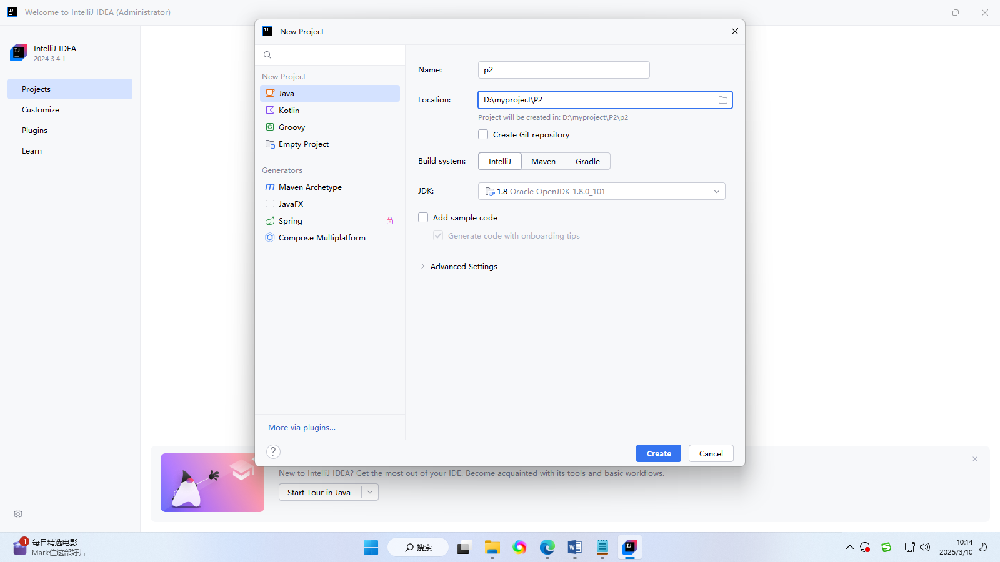 Welcome to IntelliJ IDEA (Administrator)
IntelliJ IDEA
2024.3.4.1
Projects
Customize
Plugins
Learn
New Project
New Project
Java
Kotlin
Groovy
Empty Project
Generators
Maven Archetype
JavaFX
Spring
Compose Multiplatform
More via plugins...
Name: p2
Location: D:\myproject\P2
Project will be created in: D:\myproject\P2\p2
Create Git repository
Build system: IntelliJ Maven Gradle
JDK: 1.8 Oracle OpenJDK 1.8.0_101
Add sample code
Generate code with onboarding tips
Advanced Settings
? Create Cancel
New to IntelliJ IDEA? Get the most out of your IDE. Become acquainted with its tools and basic workflows.
Start Tour in Java
1 每日精选电影
Mark住这部好片
搜索
10:14
2025/3/10